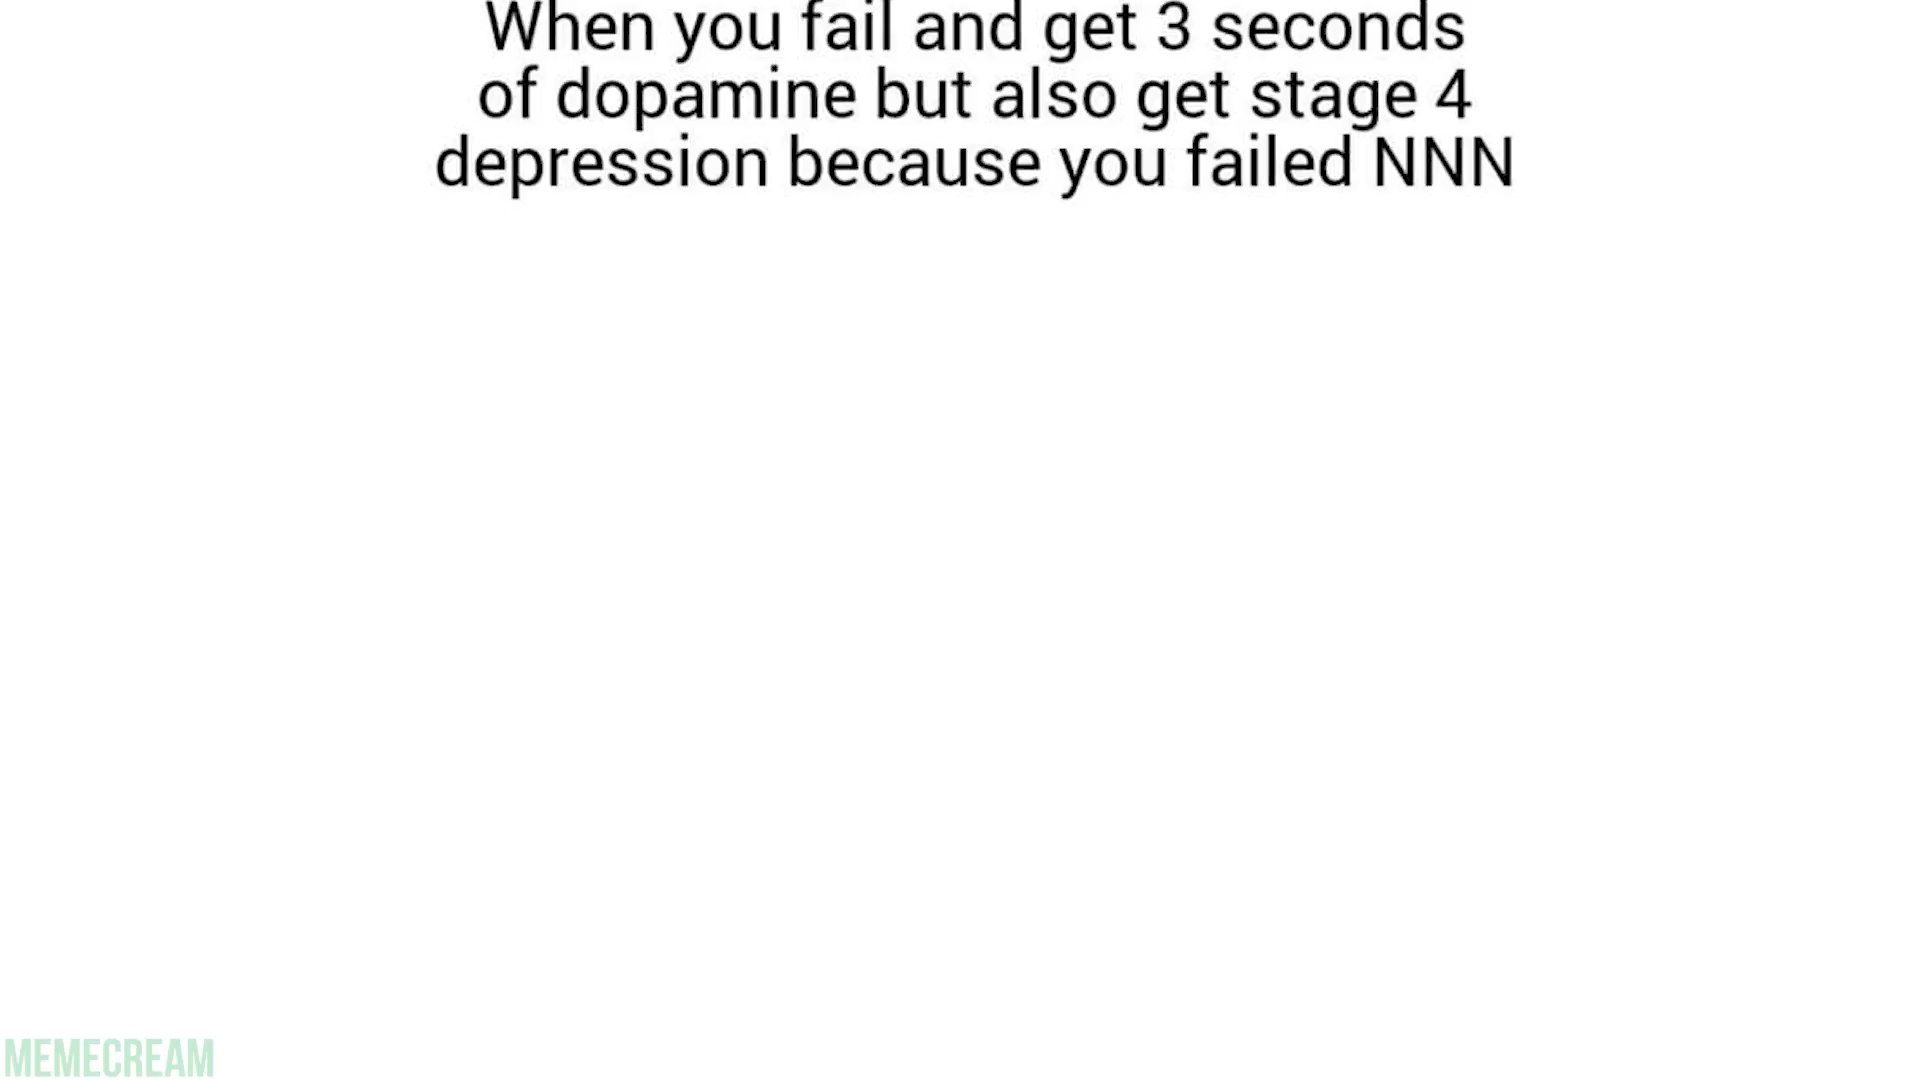 When you fail and get 3 seconds
of dopamine but also get stage 4
depression because you failed NNN
MEMECREAM